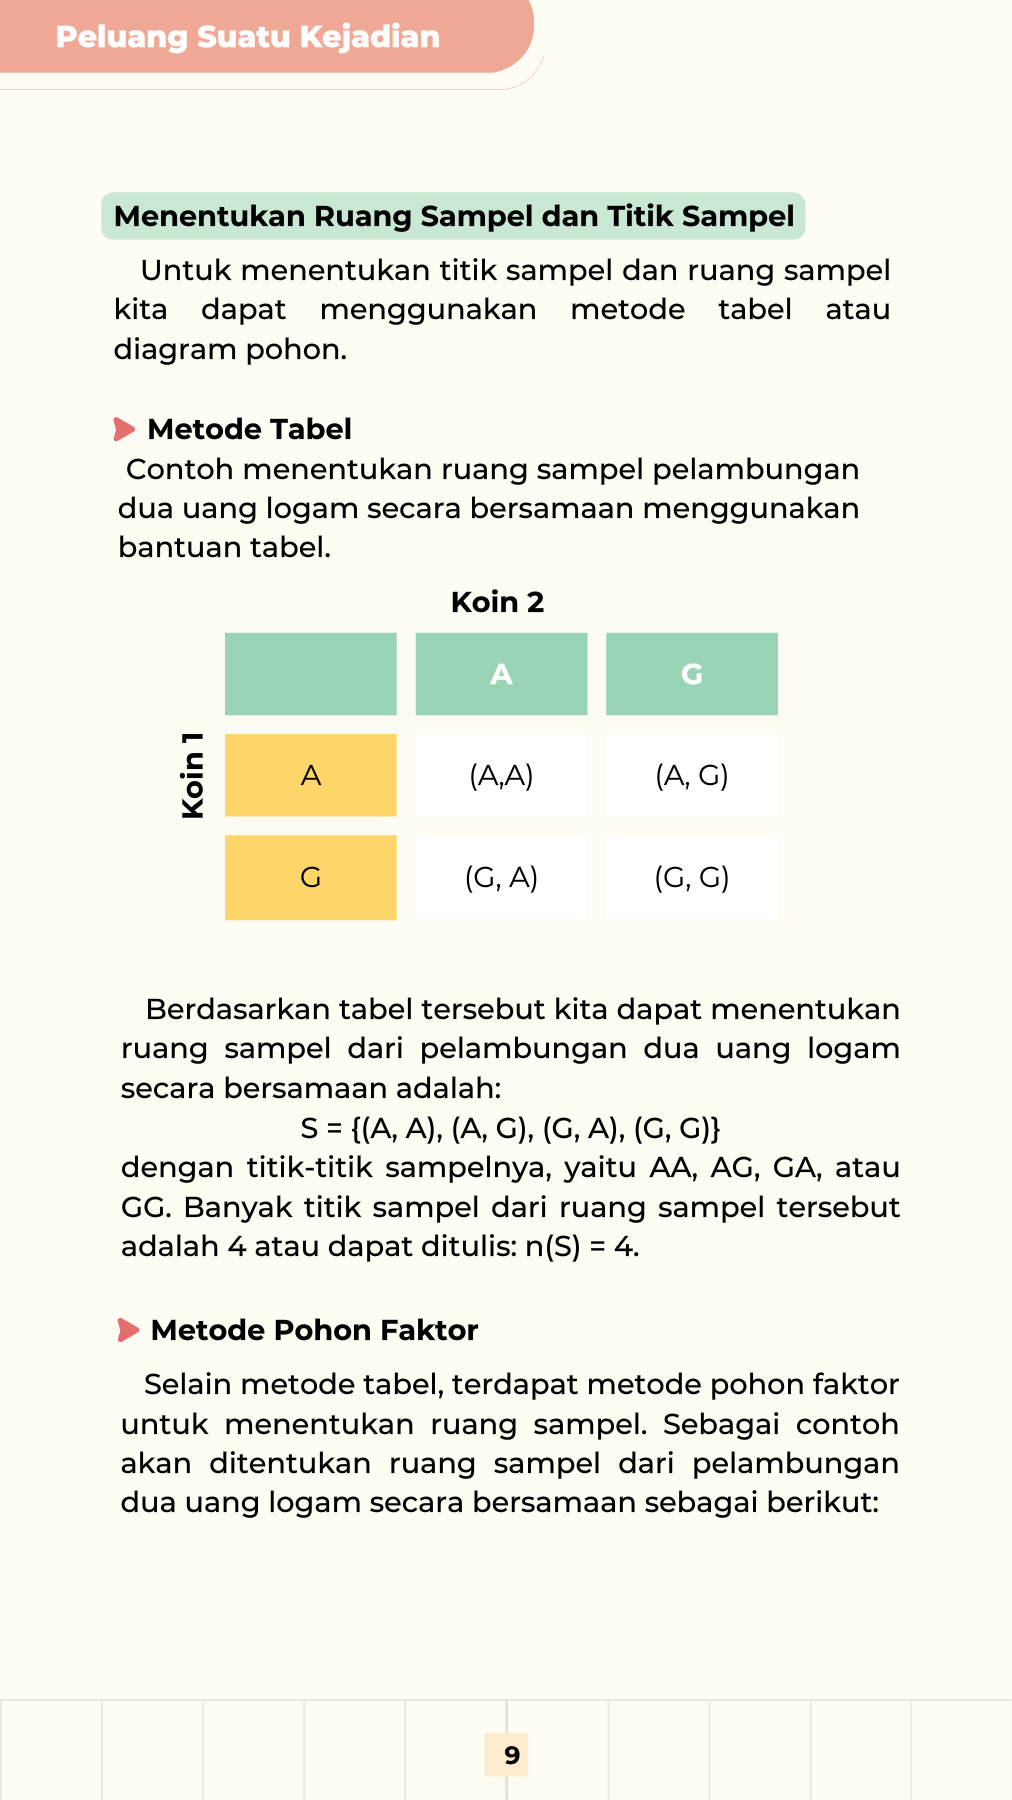 Peluang Suatu Kejadian
Menentukan Ruang Sampel dan Titik Sampel
Untuk menentukan titik sampel dan ruang sampel
kita dapat menggunakan metode tabel atau
diagram pohon.
Metode Tabel
Contoh menentukan ruang sampel pelambungan
dua uang logam secara bersamaan menggunakan
bantuan tabel.
Koin 2
A G
Koin 1
A (A,A) (A, G)
G (G, A) (G, G)
Berdasarkan tabel tersebut kita dapat menentukan
ruang sampel dari pelambungan dua uang logam
secara bersamaan adalah:
S = {(A, A), (A, G), (G, A), (G, G)}
dengan titik-titik sampelnya, yaitu AA, AG, GA, atau
GG. Banyak titik sampel dari ruang sampel tersebut
adalah 4 atau dapat ditulis: n(S) = 4.
Metode Pohon Faktor
Selain metode tabel, terdapat metode pohon faktor
untuk menentukan ruang sampel. Sebagai contoh
akan ditentukan ruang sampel dari pelambungan
dua uang logam secara bersamaan sebagai berikut:
9